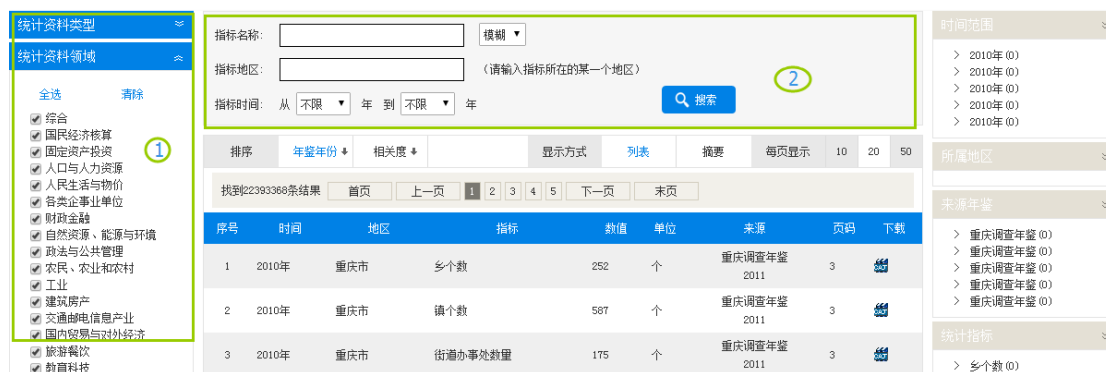 统计资料类型
统计资料领域
全选 清除
综合
国民经济核算
固定资产投资
人口与人力资源
人民生活与物价
各类企事业单位
财政金融
自然资源、能源与环境
政法与公共管理
农民、农业和农村
工业
建筑房产
交通邮电信息产业
国内贸易与对外经济
旅游餐饮
教育科技
1
指标名称: 模糊
指标地区: (请输入指标所在的某一个地区)
指标时间: 从 不限 年 到 不限 年 搜索
2
排序 年鉴年份 相关度 显示方式 列表 摘要 每页显示 10 20 50
找到22393368条结果 首页 上一页 1 2 3 4 5 下一页 末页
序号 时间 地区 指标 数值 单位 来源 页码 下载
1 2010年 重庆市 乡个数 252 个 重庆调查年鉴 2011 3
2 2010年 重庆市 镇个数 587 个 重庆调查年鉴 2011 3
3 2010年 重庆市 街道办事处数量 175 个 重庆调查年鉴 2011 3
时间范围
> 2010年(0)
> 2010年(0)
> 2010年(0)
> 2010年(0)
> 2010年(0)
所属地区
来源年鉴
> 重庆调查年鉴(0)
> 重庆调查年鉴(0)
> 重庆调查年鉴(0)
> 重庆调查年鉴(0)
> 重庆调查年鉴(0)
统计指标
> 乡个数(0)